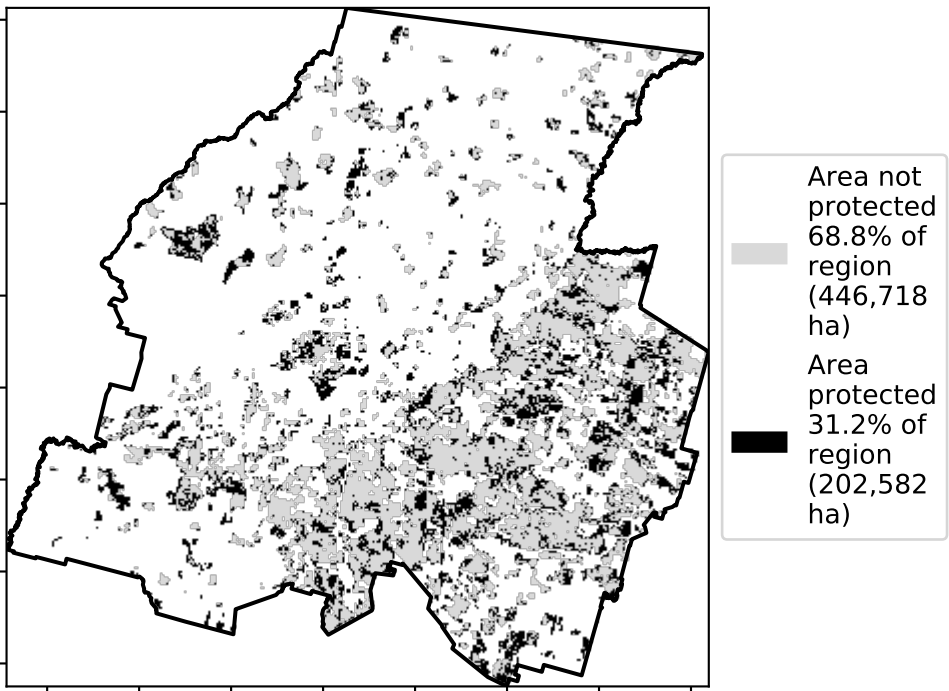 Area not
protected
68.8% of
region
(446,718
ha)
Area
protected
31.2% of
region
(202,582
ha)